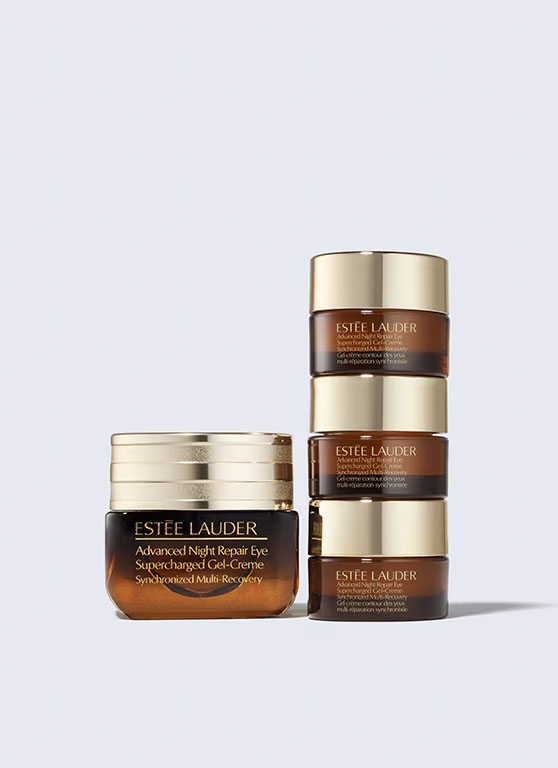 ESTĒE LAUDER
Advanced Night Repair Eye
Supercharged Gel-Creme
Synchronized Multi-Recovery
ESTĒE LAUDER
Advanced Night Repair Eye
Supercharged Gel-Creme
Synchronized Multi-Recovery
Gel-crème contour des yeux
multi-réparation synchronisée
ESTĒE LAUDER
Advanced Night Repair Eye
Supercharged Gel-Creme
Synchronized Multi-Recovery
Gel-crème contour des yeux
multi-réparation synchronisée
ESTĒE LAUDER
Advanced Night Repair Eye
Supercharged Gel-Creme
Synchronized Multi-Recovery
Gel-crème contour des yeux
multi-réparation synchronisée